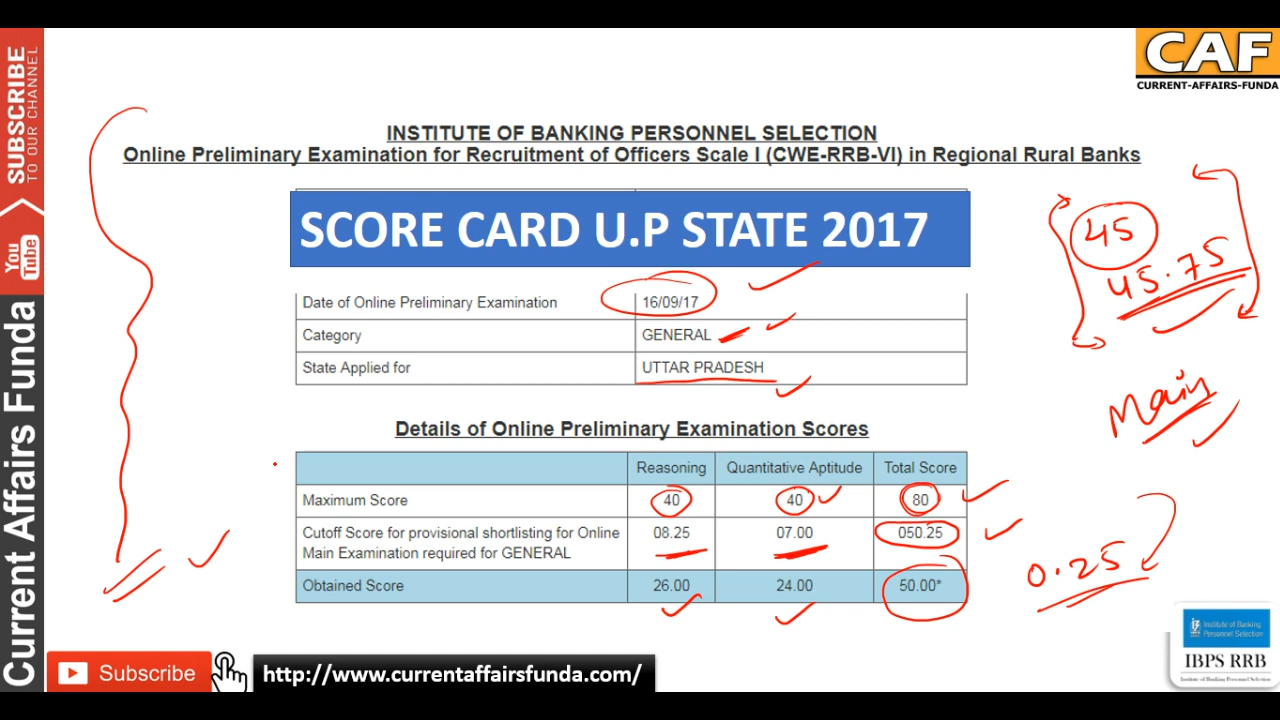 SUBSCRIBE
TO OUR CHANNEL
You Tube
Current Affairs Funda
CAF
CURRENT-AFFAIRS-FUNDA
INSTITUTE OF BANKING PERSONNEL SELECTION
Online Preliminary Examination for Recruitment of Officers Scale I (CWE-RRB-VI) in Regional Rural Banks
SCORE CARD U.P STATE 2017
Date of Online Preliminary Examination 16/09/17
Category GENERAL
State Applied for UTTAR PRADESH
45
45.75
Main
Details of Online Preliminary Examination Scores
Reasoning Quantitative Aptitude Total Score
Maximum Score 40 40 80
Cutoff Score for provisional shortlisting for Online 08.25 07.00 050.25
Main Examination required for GENERAL
Obtained Score 26.00 24.00 50.00*
0.25
Subscribe
http://www.currentaffairsfunda.com/
Institute of Banking
Personnel Selection
IBPS RRB
Institute of Banking Personnel Selection